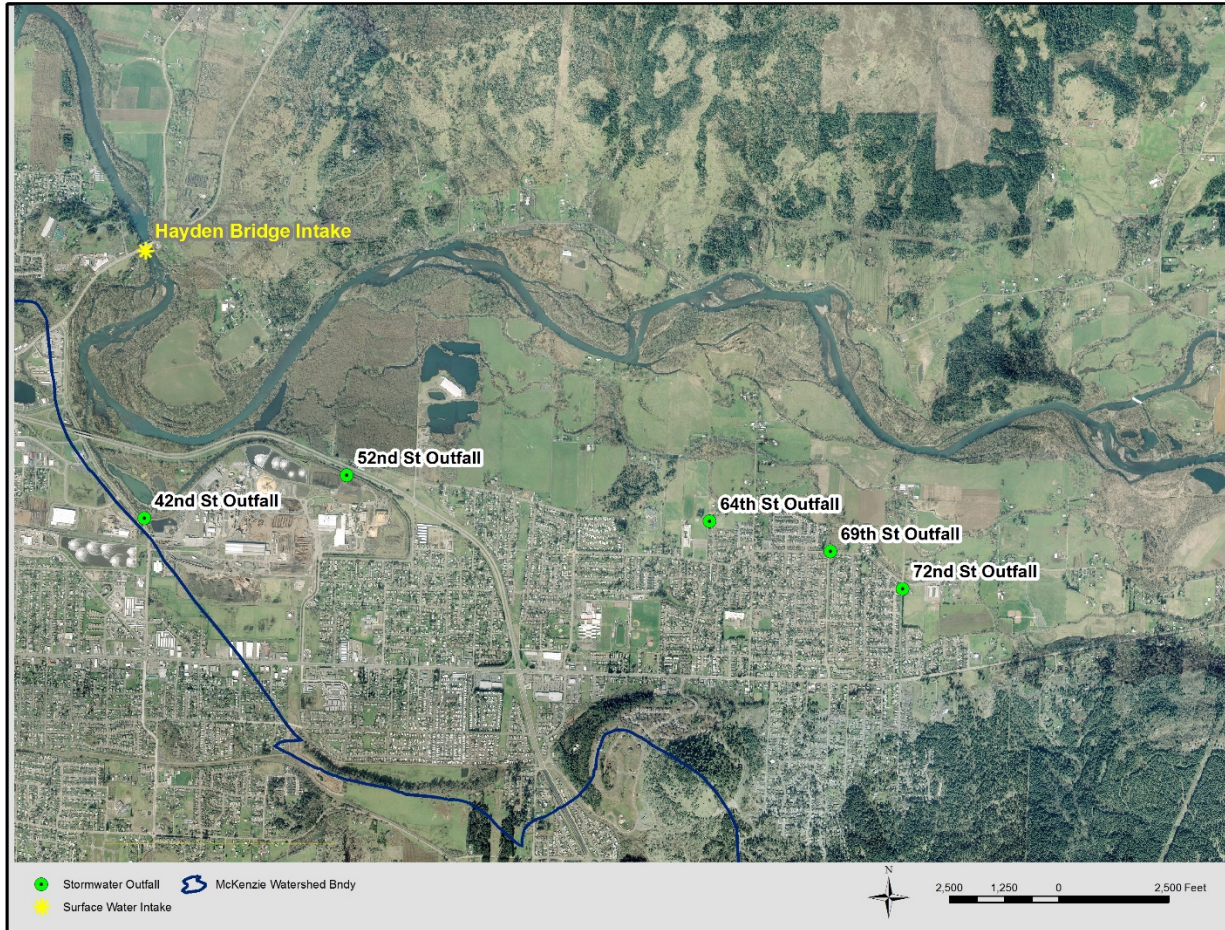 Hayden Bridge Intake
52nd St Outfall
42nd St Outfall
64th St Outfall
69th St Outfall
72nd St Outfall
Stormwater Outfall
McKenzie Watershed Bndy
Surface Water Intake
N
2,500 1,250 0 2,500 Feet